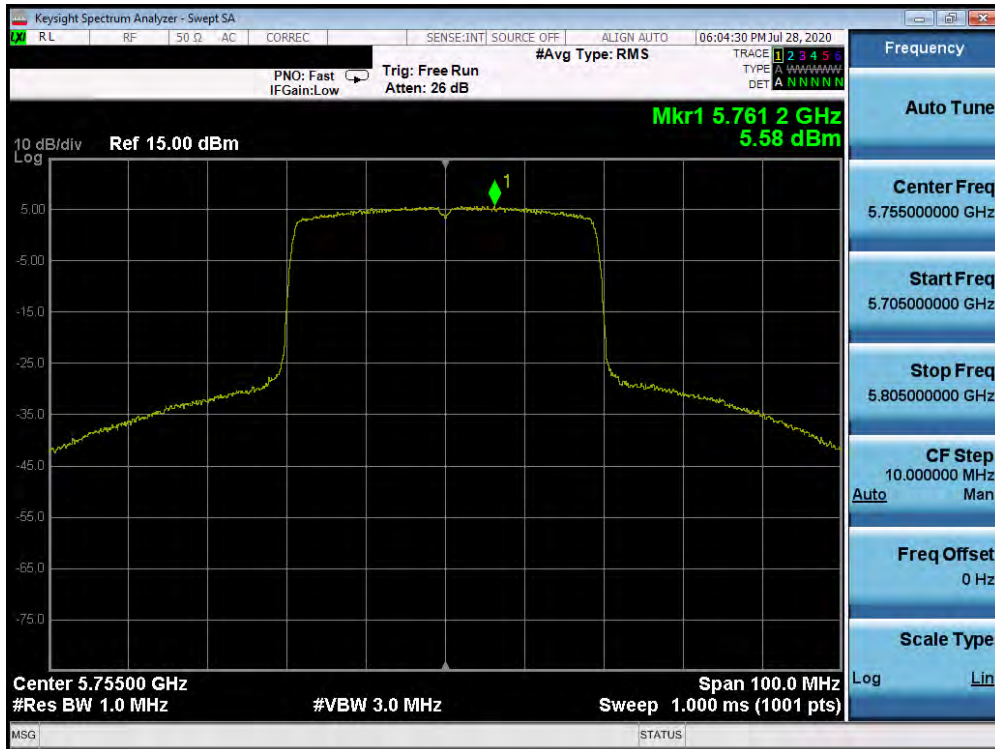 Keysight Spectrum Analyzer - Swept SA
LXI RL RF 50 Ω AC CORREC SENSE:INT SOURCE OFF ALIGN AUTO 06:04:30 PM Jul 28, 2020
#Avg Type: RMS
TRACE 1 2 3 4 5 6
PNO: Fast Trig: Free Run TYPE A WWWWW
IFGain:Low Atten: 26 dB DET A N N N N N
Mkr1 5.761 2 GHz
5.58 dBm
10 dB/div Ref 15.00 dBm
Log
1
5.00
-5.00
-15.0
-25.0
-35.0
-45.0
-55.0
-65.0
-75.0
Center 5.75500 GHz Span 100.0 MHz
#Res BW 1.0 MHz #VBW 3.0 MHz Sweep 1.000 ms (1001 pts)
MSG STATUS
Frequency
Auto Tune
Center Freq
5.755000000 GHz
Start Freq
5.705000000 GHz
Stop Freq
5.805000000 GHz
CF Step
10.000000 MHz
Auto Man
Freq Offset
0 Hz
Scale Type
Log Lin